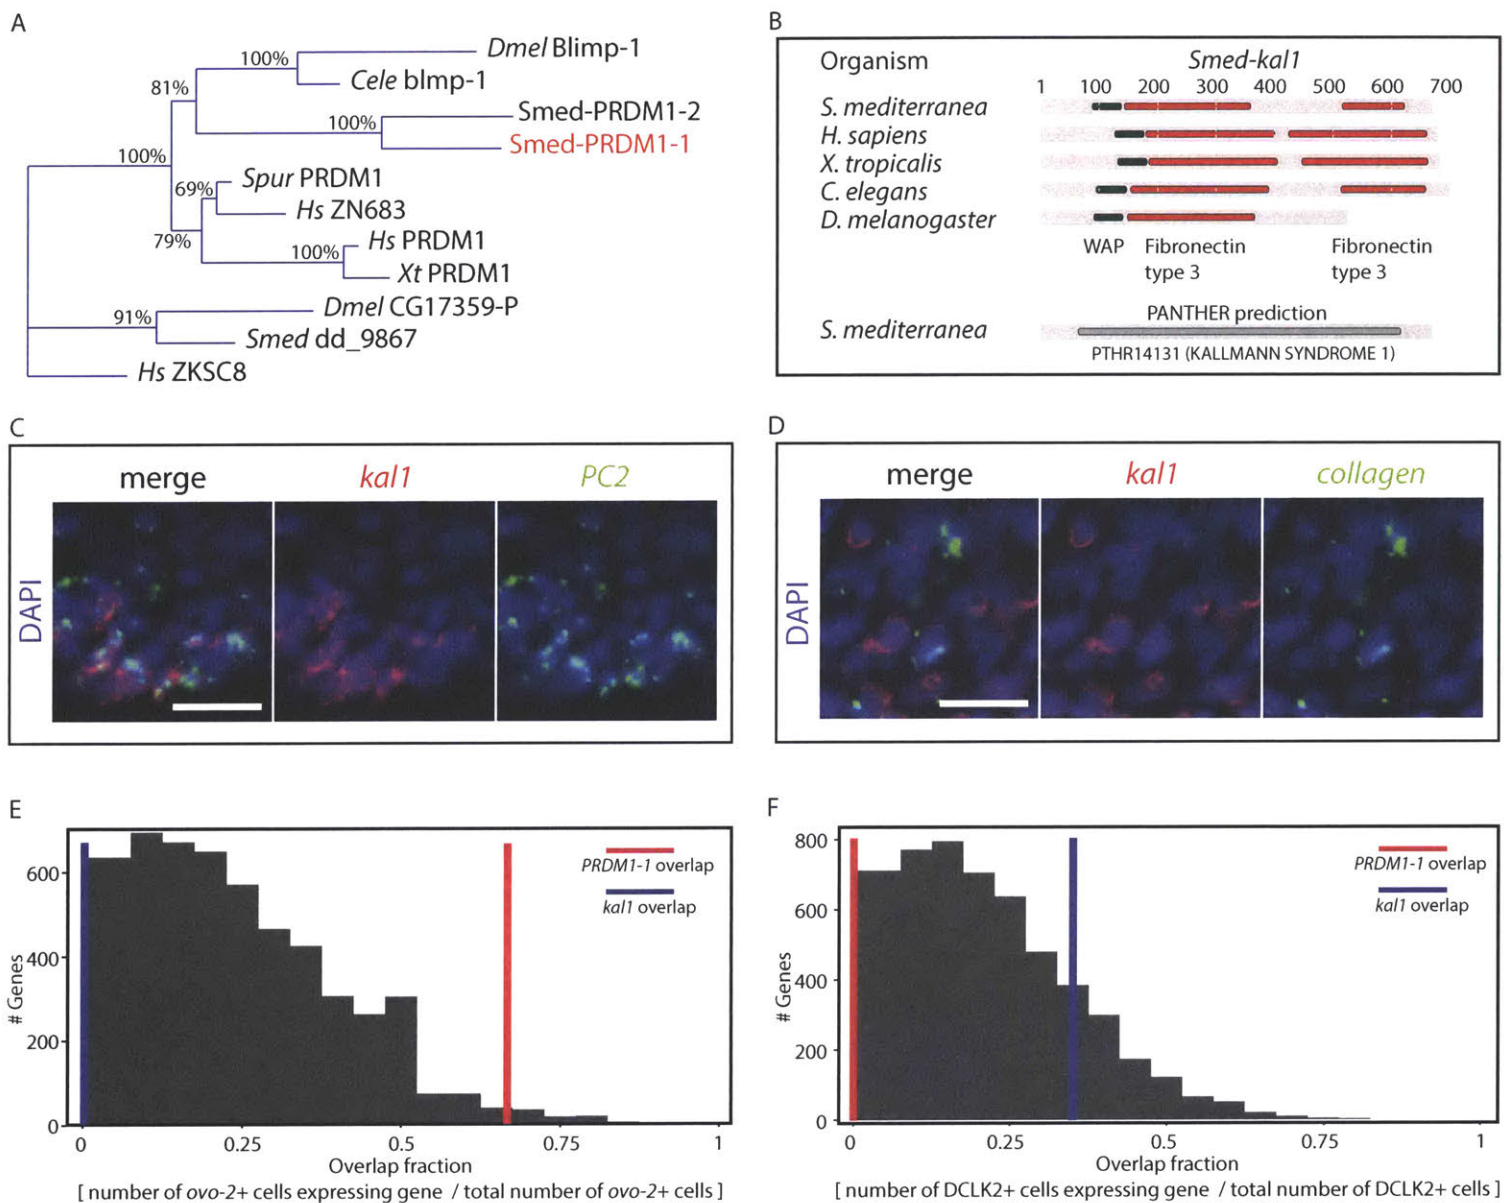 A
100%
Dmel Blimp-1
Cele blmp-1
81%
100%
Smed-PRDM1-2
Smed-PRDM1-1
100%
69%
Spur PRDM1
Hs ZN683
79%
100%
Hs PRDM1
Xt PRDM1
91%
Dmel CG17359-P
Smed dd_9867
Hs ZKSC8
B
Organism
Smed-kal1
1 100 200 300 400 500 600 700
S. mediterranea
H. sapiens
X. tropicalis
C. elegans
D. melanogaster
WAP Fibronectin type 3 Fibronectin type 3
PANTHER prediction
S. mediterranea
PTHR14131 (KALLMANN SYNDROME 1)
C
merge kal1 PC2
DAPI
D
merge kal1 collagen
DAPI
E
# Genes
600
400
200
0
PRDM1-1 overlap
kal1 overlap
0 0.25 0.5 0.75 1
Overlap fraction
[ number of ovo-2+ cells expressing gene / total number of ovo-2+ cells ]
F
# Genes
800
600
400
200
0
PRDM1-1 overlap
kal1 overlap
0 0.25 0.5 0.75 1
Overlap fraction
[ number of DCLK2+ cells expressing gene / total number of DCLK2+ cells ]